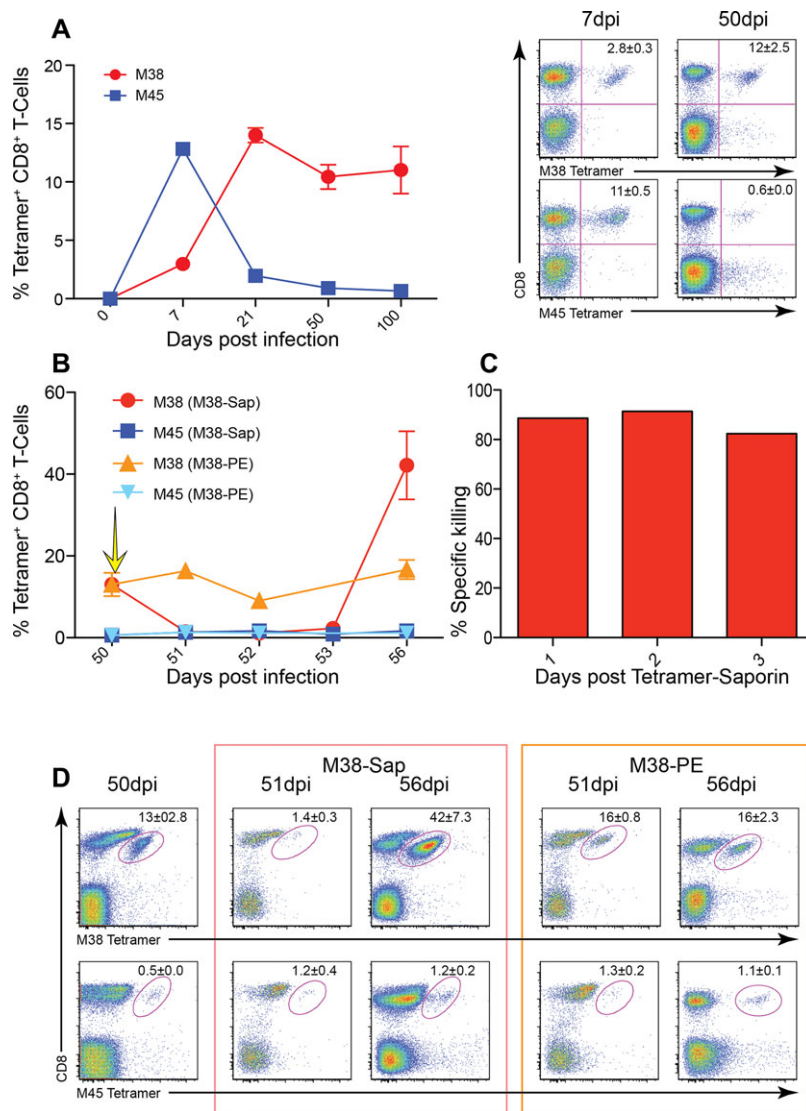 A
M38
M45
% Tetramer⁺ CD8⁺ T-Cells
20
15
10
5
0
0
7
21
50
100
Days post infection
7dpi
50dpi
2.8±0.3
12±2.5
M38 Tetramer
11±0.5
0.6±0.0
CD8
M45 Tetramer
B
M38 (M38-Sap)
M45 (M38-Sap)
M38 (M38-PE)
M45 (M38-PE)
% Tetramer⁺ CD8⁺ T-Cells
60
40
20
0
50
51
52
53
56
Days post infection
C
% Specific killing
100
80
60
40
20
0
1
2
3
Days post Tetramer-Saporin
D
M38-Sap
M38-PE
50dpi
51dpi
56dpi
51dpi
56dpi
13±02.8
1.4±0.3
42±7.3
16±0.8
16±2.3
M38 Tetramer
0.5±0.0
1.2±0.4
1.2±0.2
1.3±0.2
1.1±0.1
CD8
M45 Tetramer